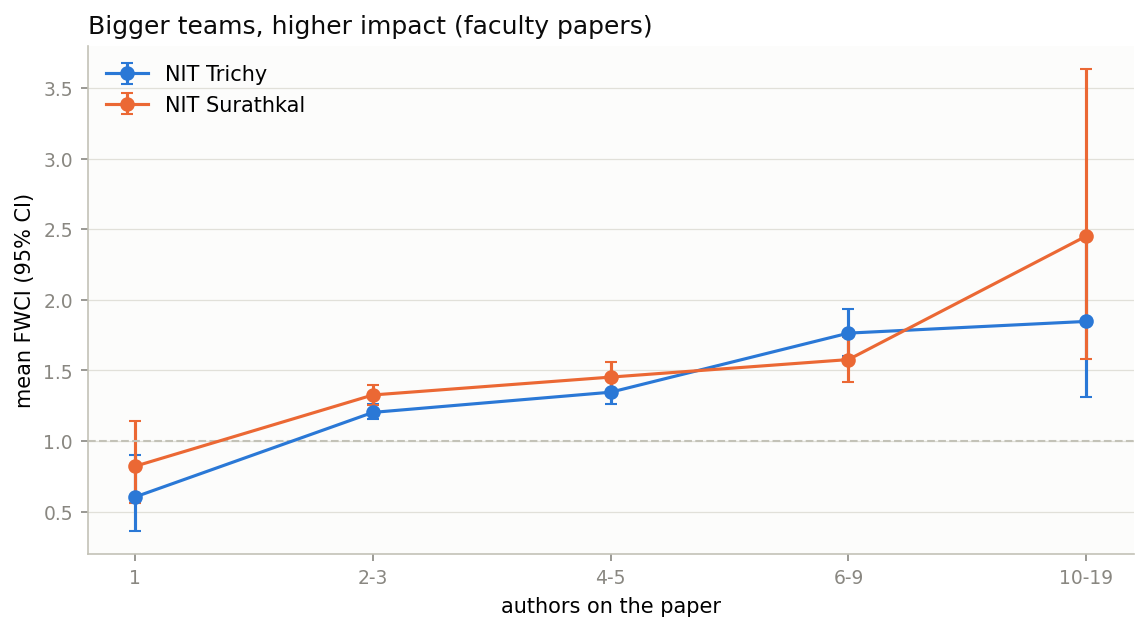 Bigger teams, higher impact (faculty papers)
NIT Trichy
NIT Surathkal
mean FWCI (95% CI)
3.5
3.0
2.5
2.0
1.5
1.0
0.5
1 2-3 4-5 6-9 10-19
authors on the paper